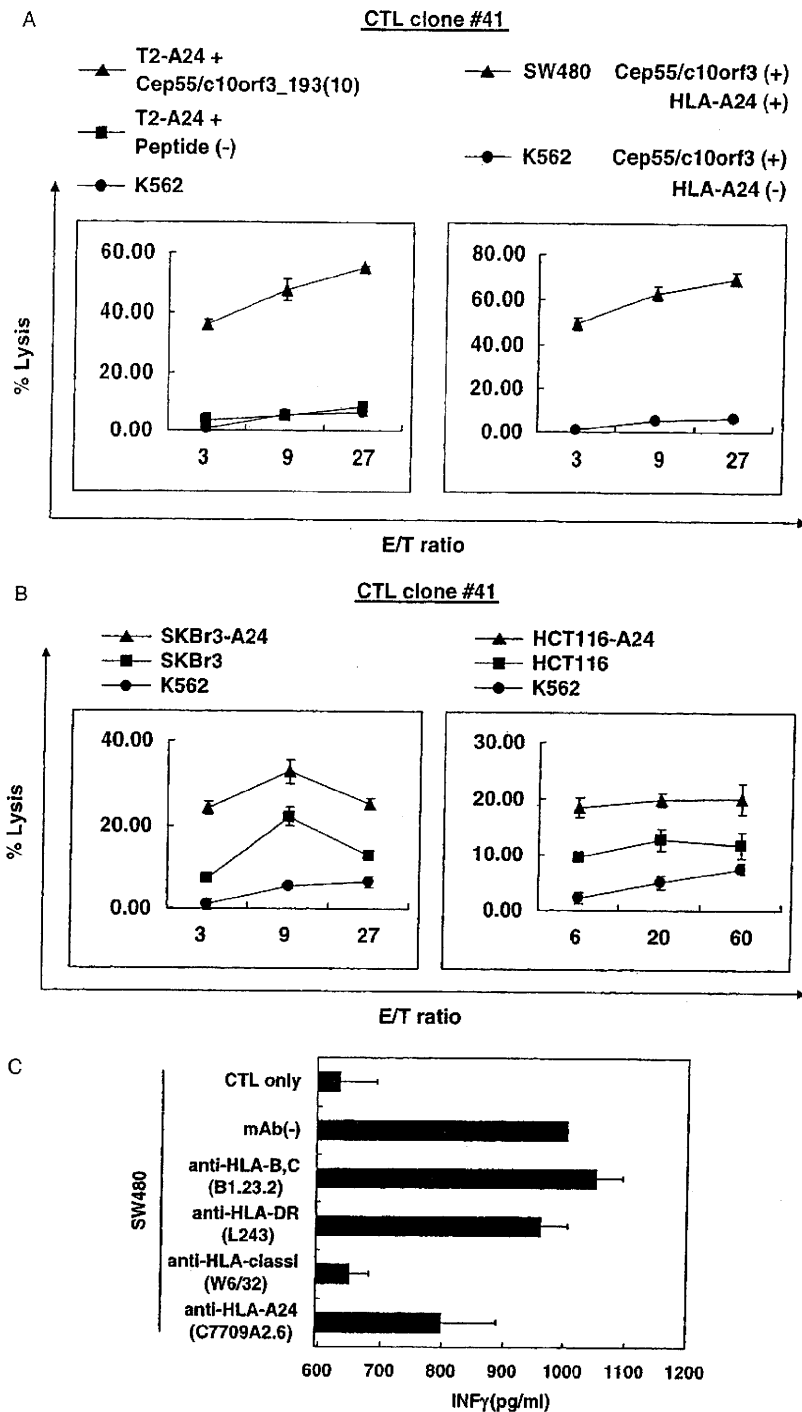 A
CTL clone #41
T2-A24 +
Cep55/c10orf3_193(10)
T2-A24 +
Peptide (-)
K562
SW480 Cep55/c10orf3 (+)
HLA-A24 (+)
K562 Cep55/c10orf3 (+)
HLA-A24 (-)
% Lysis
60.00
40.00
20.00
0.00
3 9 27
80.00
60.00
40.00
20.00
0.00
3 9 27
E/T ratio
B
CTL clone #41
SKBr3-A24
SKBr3
K562
HCT116-A24
HCT116
K562
% Lysis
40.00
20.00
0.00
3 9 27
30.00
20.00
10.00
0.00
6 20 60
E/T ratio
C
SW480
CTL only
mAb(-)
anti-HLA-B,C
(B1.23.2)
anti-HLA-DR
(L243)
anti-HLA-classI
(W6/32)
anti-HLA-A24
(C7709A2.6)
600 700 800 900 1000 1100 1200
INFγ(pg/ml)